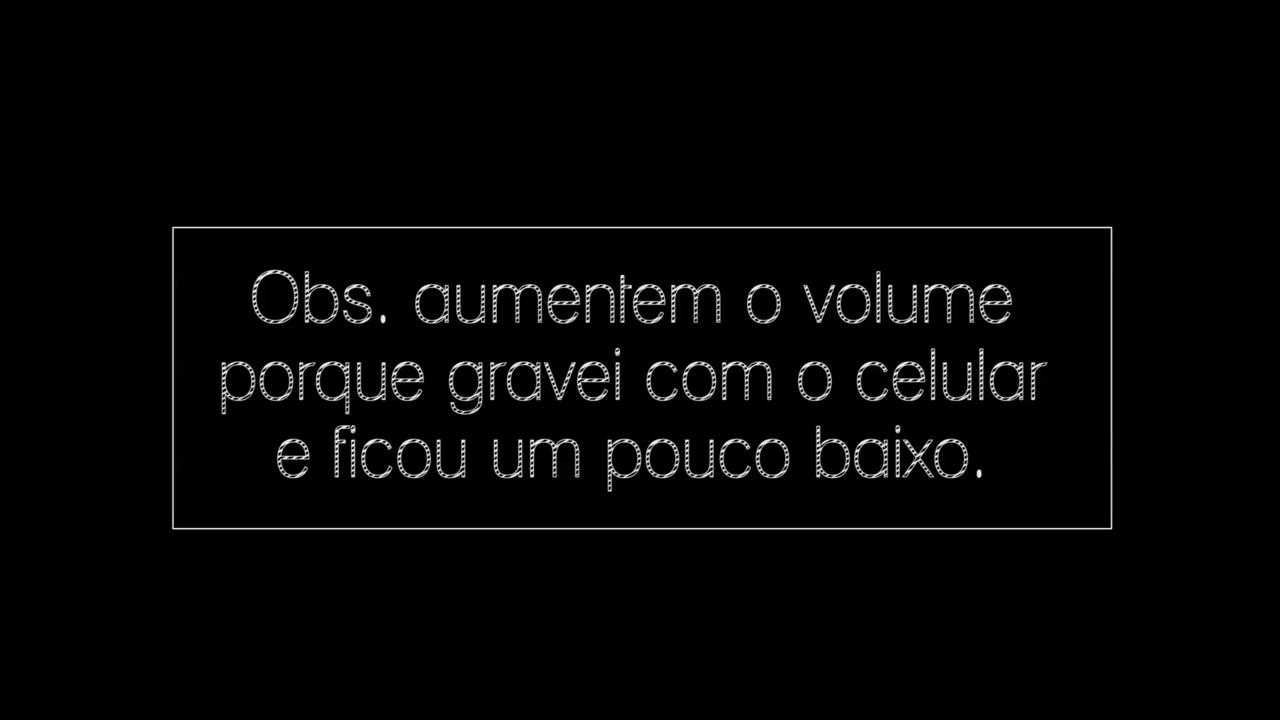 Obs. aumentem o volume
porque gravei com o celular
e ficou um pouco baixo.